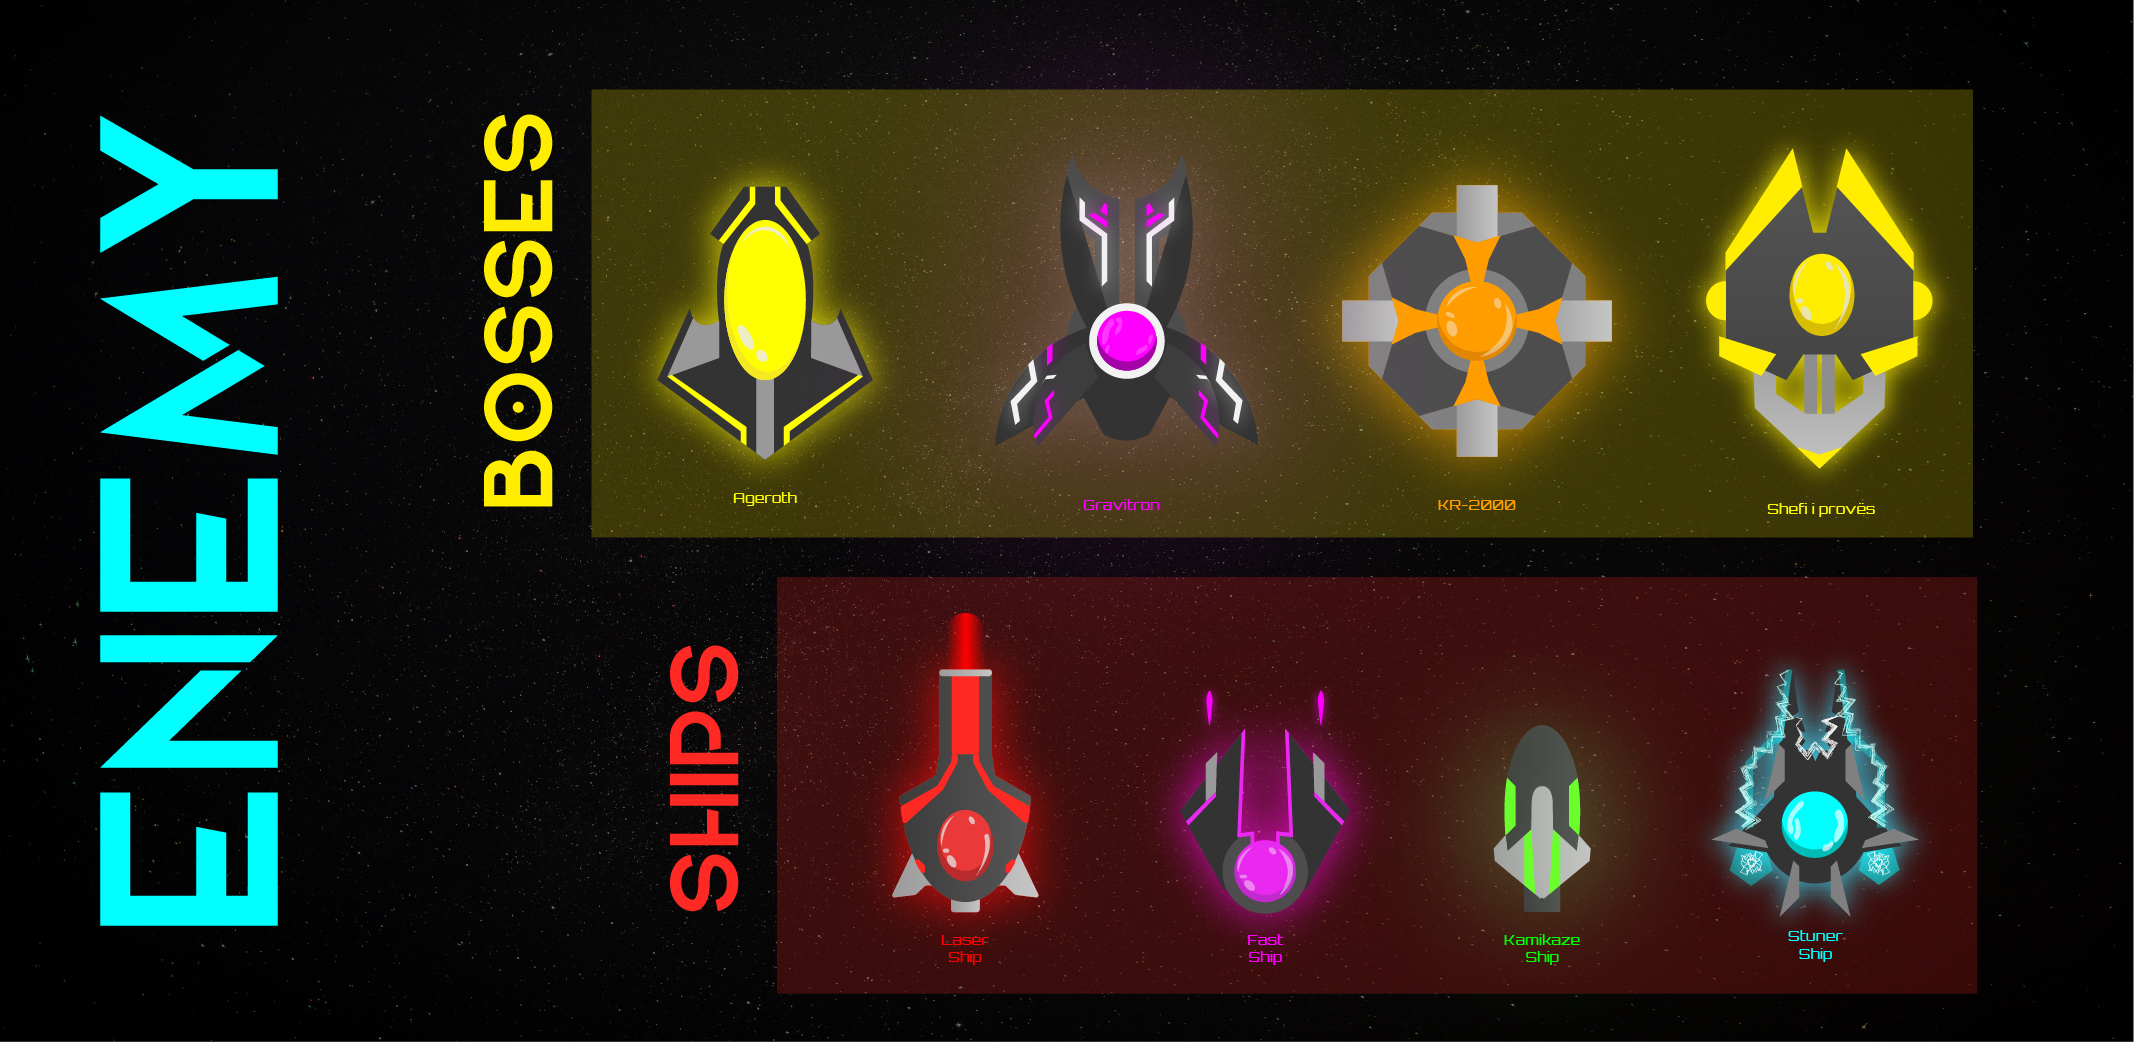 ENEMY
BOSSES
Ageroth
Gravitron
KR-2000
Shefi i provës
SHIPS
Laser
Ship
Fast
Ship
Kamikaze
Ship
Stuner
Ship